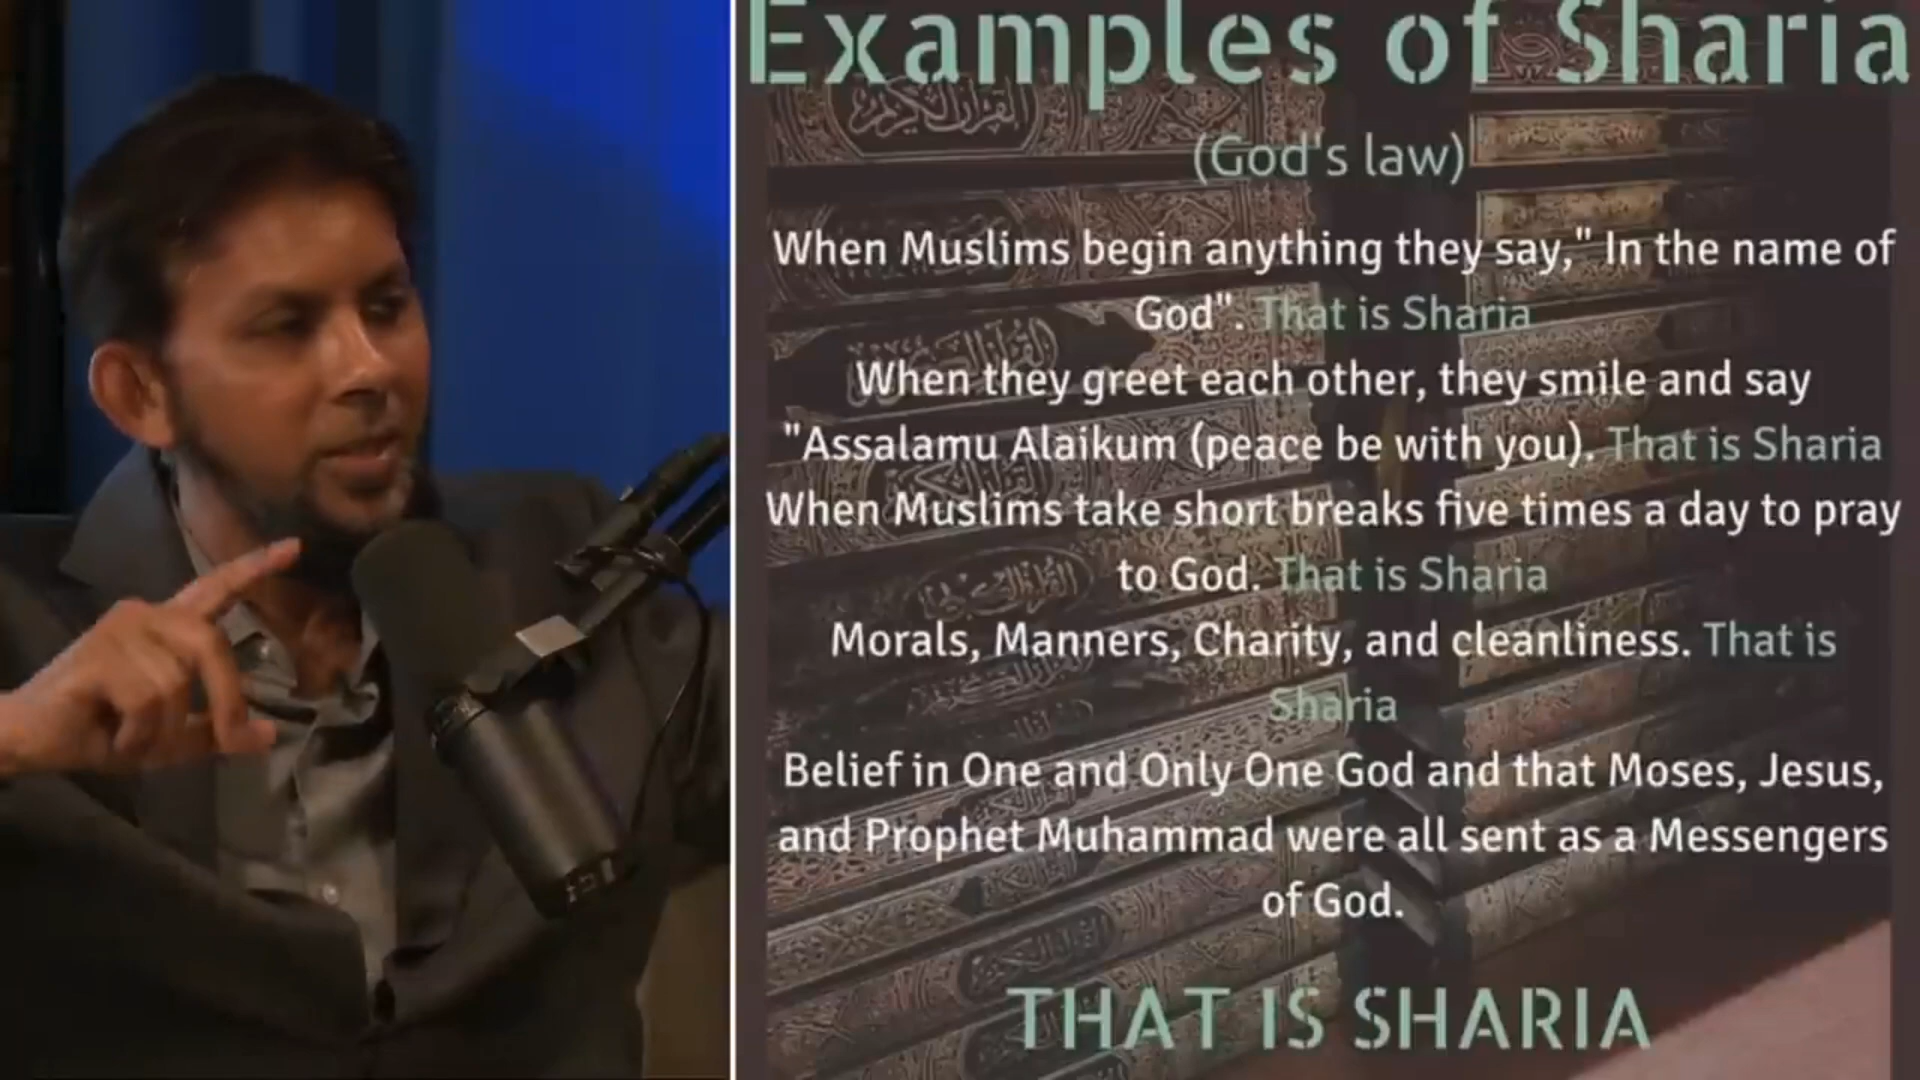 Examples of Sharia
(God's law)
When Muslims begin anything they say," In the name of
God". That is Sharia
When they greet each other, they smile and say
"Assalamu Alaikum (peace be with you). That is Sharia
When Muslims take short breaks five times a day to pray
to God. That is Sharia
Morals, Manners, Charity, and cleanliness. That is
Sharia
Belief in One and Only One God and that Moses, Jesus,
and Prophet Muhammad were all sent as a Messengers
of God.
THAT IS SHARIA
القرآن الكريم